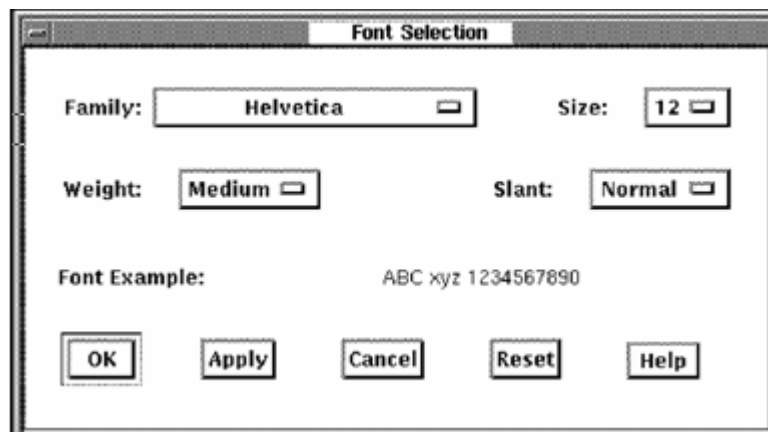 Font Selection
Family: Helvetica Size: 12
Weight: Medium Slant: Normal
Font Example: ABC xyz 1234567890
OK Apply Cancel Reset Help